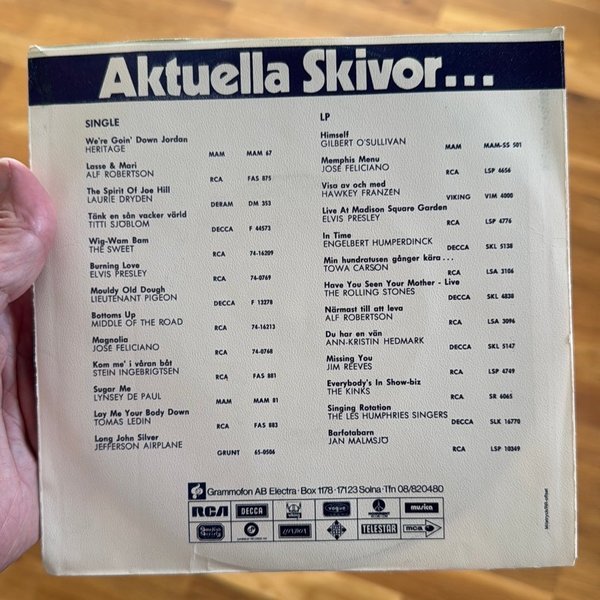 Aktuella Skivor...
SINGLE
We're Goin' Down Jordan
HERITAGE MAM MAM 67
Lasse & Mari
ALF ROBERTSON RCA FAS 875
The Spirit Of Joe Hill
LAURIE DRYDEN DERAM DM 353
Tänk en sån vacker värld
TITTI SJÖBLOM DECCA F 44573
Wig-Wam Bam
THE SWEET RCA 74-16209
Burning Love
ELVIS PRESLEY RCA 74-0769
Mouldy Old Dough
LIEUTENANT PIGEON DECCA F 13278
Bottoms Up
MIDDLE OF THE ROAD RCA 74-16213
Magnolia
JOSÉ FELICIANO RCA 74-0768
Kom me' i våran båt
STEIN INGEBRIGTSEN RCA FAS 881
Sugar Me
LYNSEY DE PAUL MAM MAM 81
Lay Me Your Body Down
TOMAS LEDIN RCA FAS 883
Long John Silver
JEFFERSON AIRPLANE GRUNT 65-0506
LP
Himself
GILBERT O'SULLIVAN MAM MAM-SS 501
Memphis Menu
JOSÉ FELICIANO RCA LSP 4656
Visa av och med
HAWKEY FRANZEN VIKING VIM 4008
Live At Madison Square Garden
ELVIS PRESLEY RCA LSP 4776
In Time
ENGELBERT HUMPERDINCK DECCA SKL 5138
Min hundratusen gånger kära...
TOWA CARSON RCA LSA 3106
Have You Seen Your Mother - Live
THE ROLLING STONES DECCA SKL 4838
Närmast till att leva
ALF ROBERTSON RCA LSA 3096
Du har en vän
ANN-KRISTIN HEDMARK DECCA SKL 5147
Missing You
JIM REEVES RCA LSP 4749
Everybody's In Show-biz
THE KINKS RCA SR 6065
Singing Rotation
THE LES HUMPHRIES SINGERS DECCA SLK 16770
Barfotabarn
JAN MALMSJÖ RCA LSP 10349
Grammofon AB Electra · Box 1178 · 17123 Solna · Tfn 08/820480
RCA DECCA vogue musica
TELESTAR mca